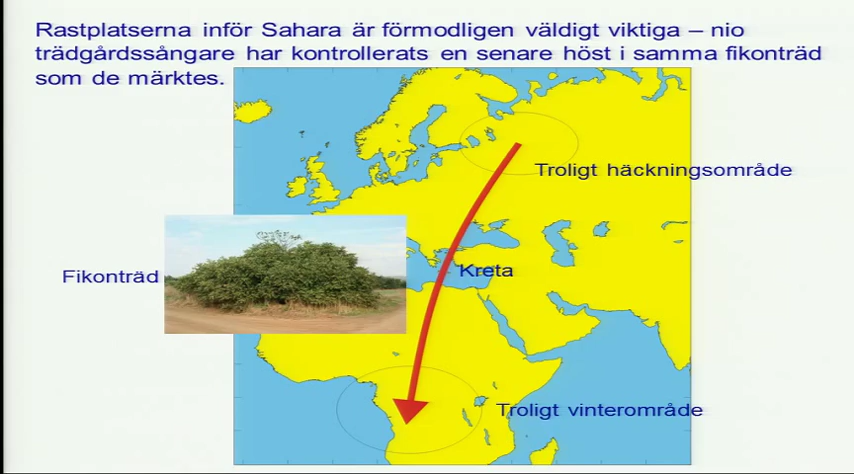 Rastplatserna inför Sahara är förmodligen väldigt viktiga – nio
trädgårdssångare har kontrollerats en senare höst i samma fikonträd
som de märktes.
Troligt häckningsområde
Fikonträd
Kreta
Troligt vinterområde